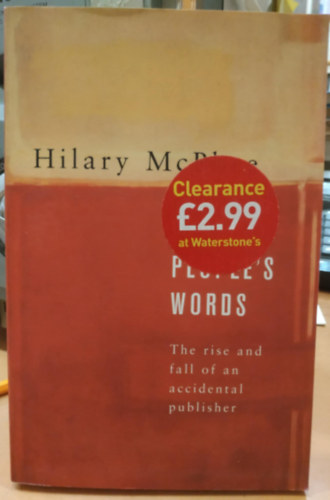 Hilary
Clearance
£2.99
at Waterstone's
WORDS
The rise and
fall of an
accidental
publisher